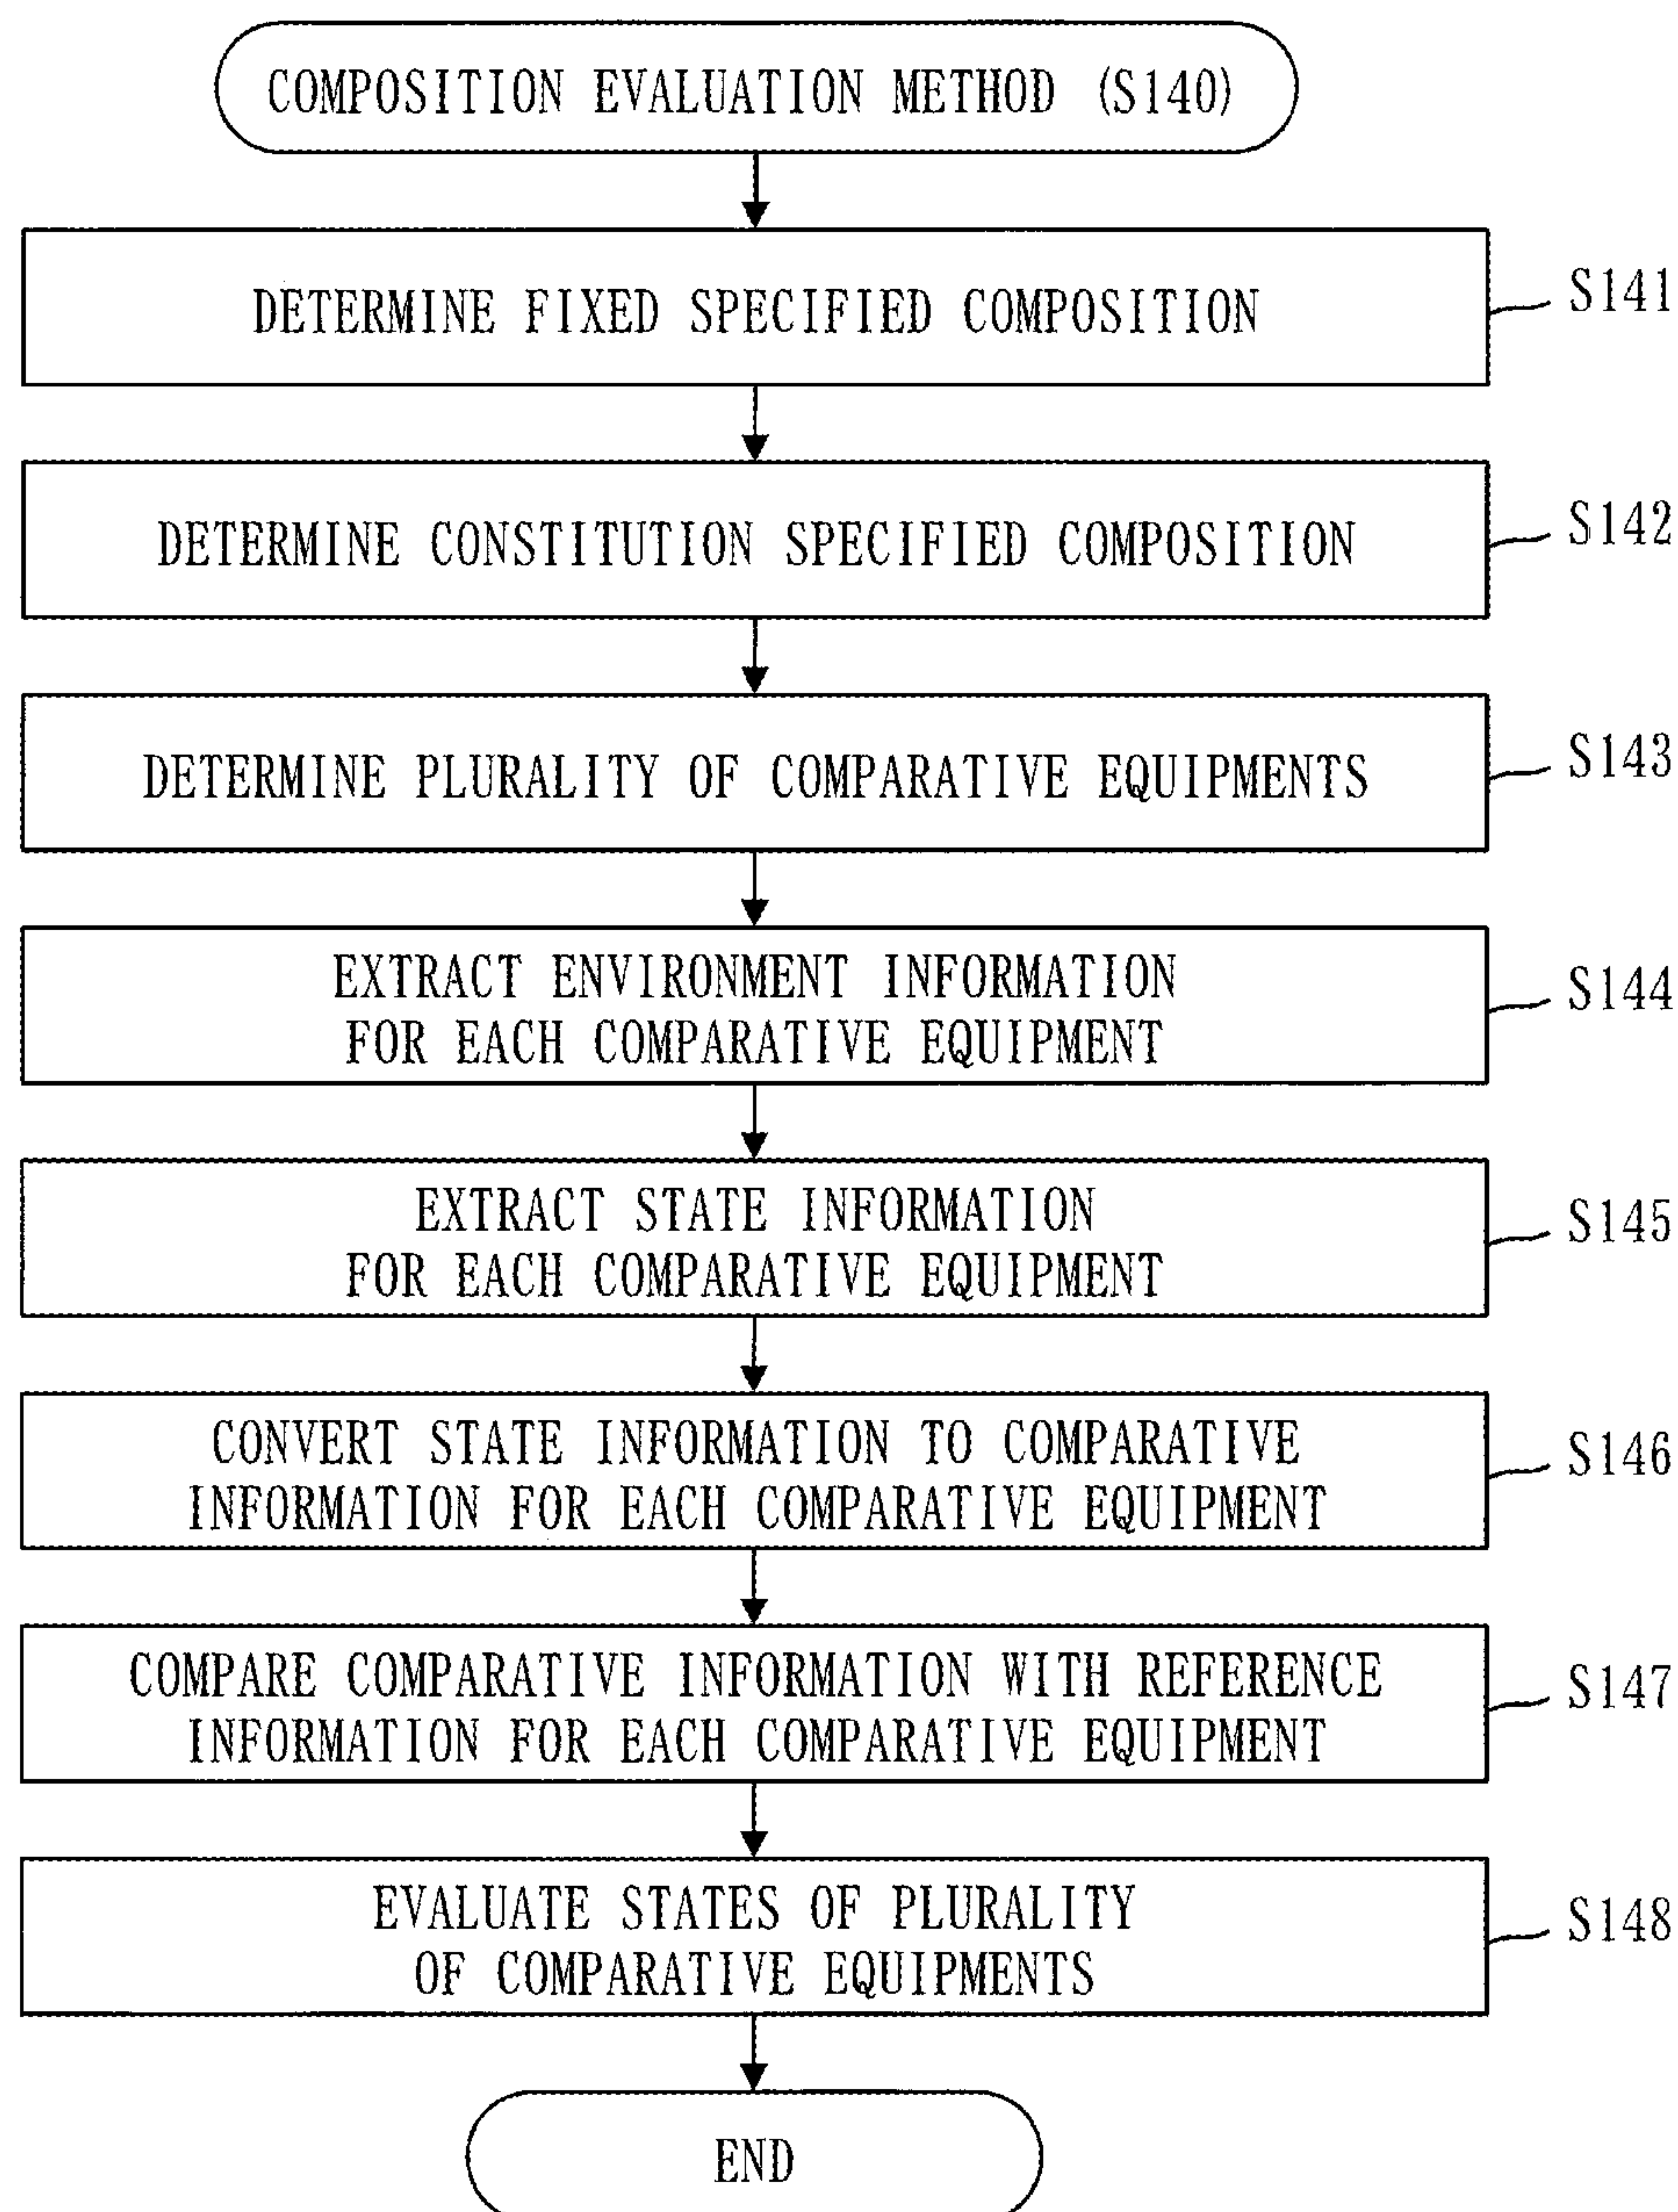 COMPOSITION EVALUATION METHOD (S140)
DETERMINE FIXED SPECIFIED COMPOSITION
S141
DETERMINE CONSTITUTION SPECIFIED COMPOSITION
S142
DETERMINE PLURALITY OF COMPARATIVE EQUIPMENTS
S143
EXTRACT ENVIRONMENT INFORMATION
FOR EACH COMPARATIVE EQUIPMENT
S144
EXTRACT STATE INFORMATION
FOR EACH COMPARATIVE EQUIPMENT
S145
CONVERT STATE INFORMATION TO COMPARATIVE
INFORMATION FOR EACH COMPARATIVE EQUIPMENT
S146
COMPARE COMPARATIVE INFORMATION WITH REFERENCE
INFORMATION FOR EACH COMPARATIVE EQUIPMENT
S147
EVALUATE STATES OF PLURALITY
OF COMPARATIVE EQUIPMENTS
S148
END